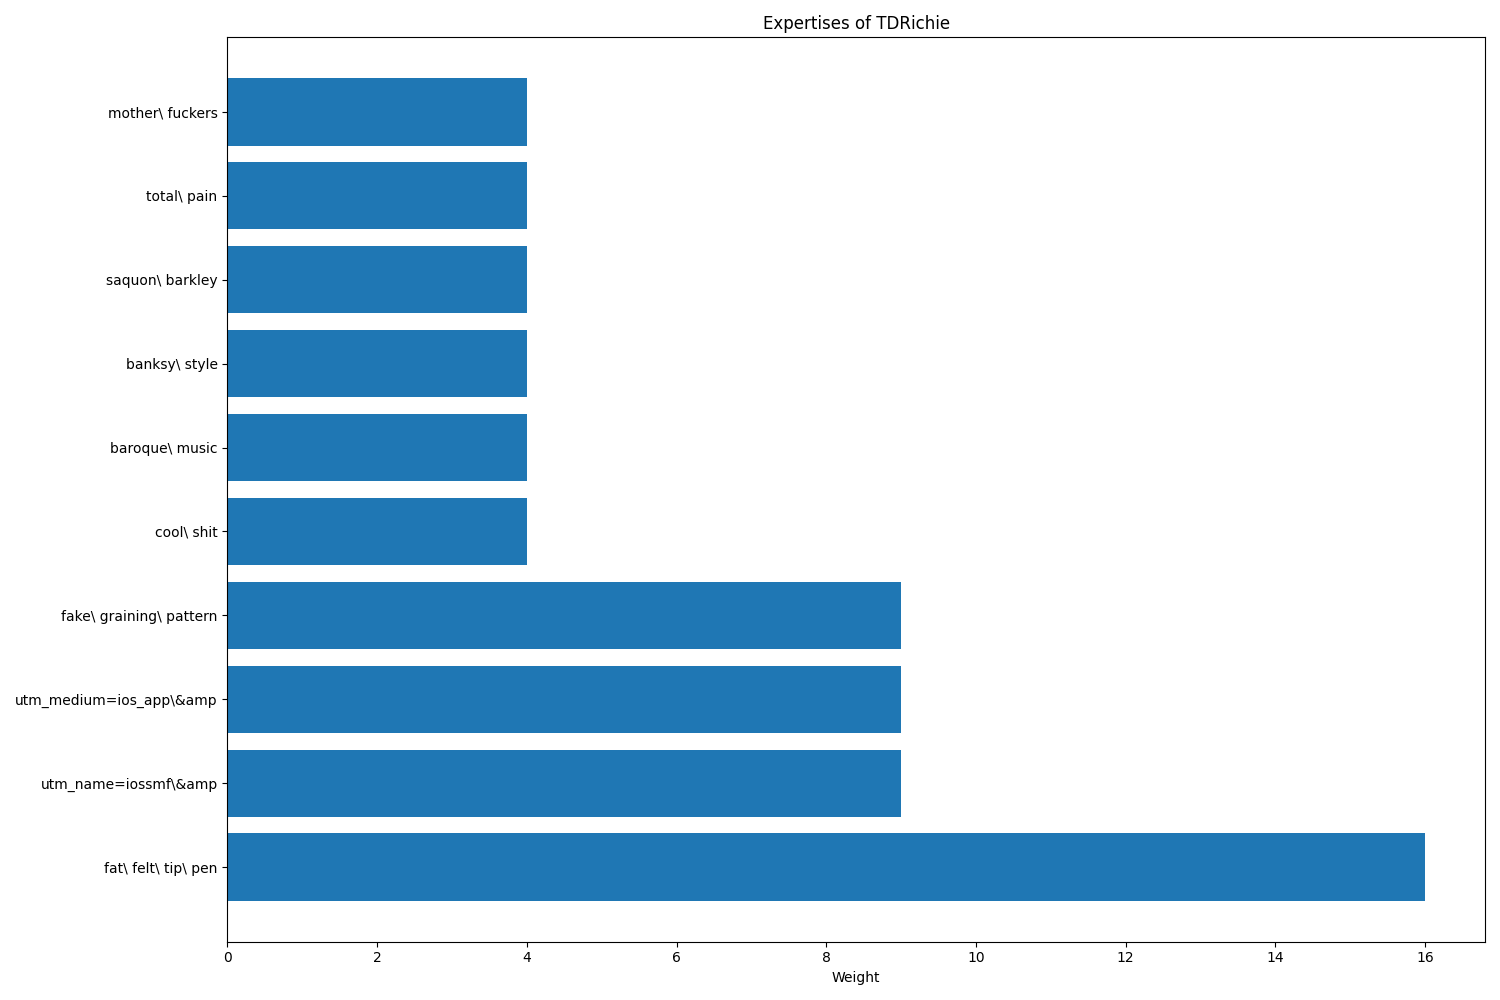 Expertises of TDRichie
mother\ fuckers
total\ pain
saquon\ barkley
banksy\ style
baroque\ music
cool\ shit
fake\ graining\ pattern
utm_medium=ios_app\&amp
utm_name=iossmf\&amp
fat\ felt\ tip\ pen
0 2 4 6 8 10 12 14 16
Weight